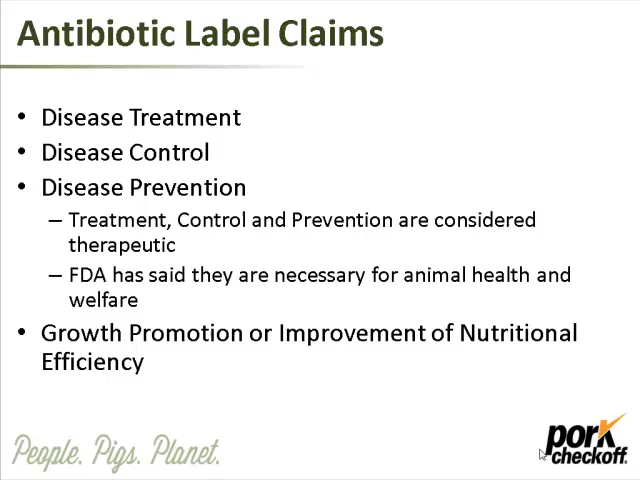 Antibiotic Label Claims
• Disease Treatment
• Disease Control
• Disease Prevention
– Treatment, Control and Prevention are considered
therapeutic
– FDA has said they are necessary for animal health and
welfare
• Growth Promotion or Improvement of Nutritional
Efficiency
People. Pigs. Planet.
pork
checkoff.